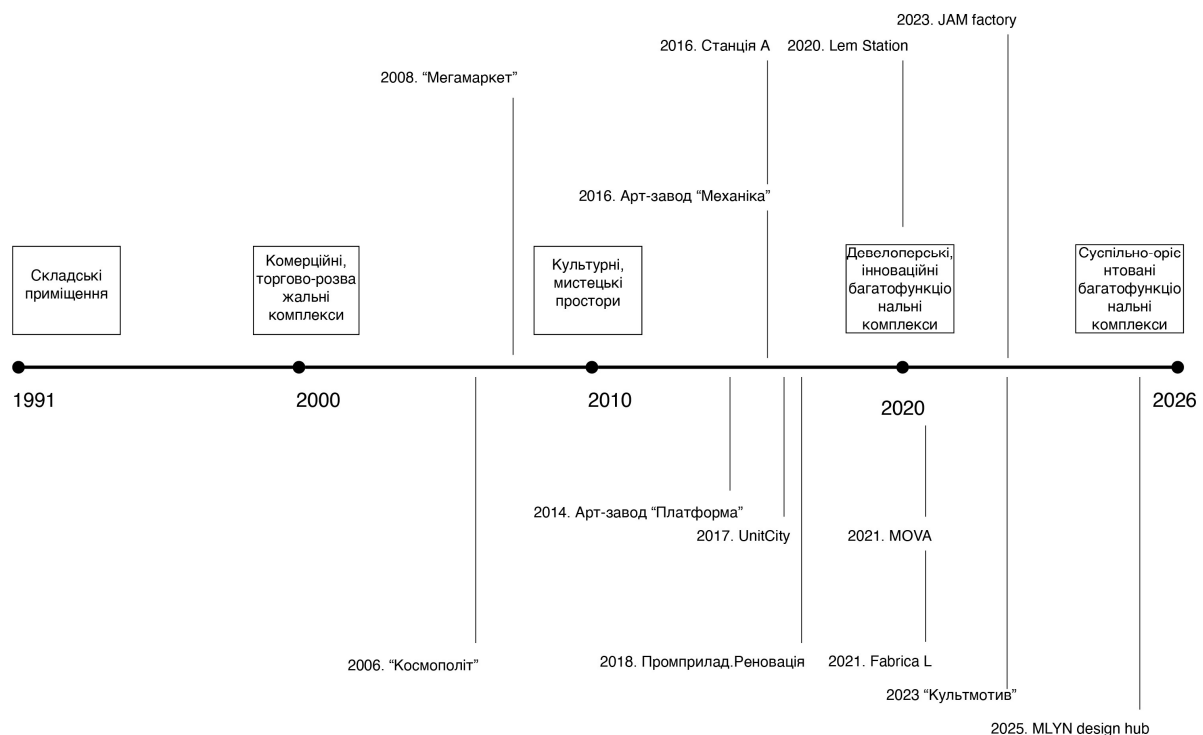 2023. JAM factory
2016. Станція А
2020. Lem Station
2008. “Мегамаркет”
2016. Арт-завод “Механіка”
Складські
приміщення
Комерційні,
торгово-розва
жальні
комплекси
Культурні,
мистецькі
простори
Девелоперські,
інноваційні
багатофункціо
нальні
комплекси
Суспільно-оріє
нтовані
багатофункціо
нальні
комплекси
1991
2000
2010
2020
2026
2014. Арт-завод “Платформа”
2017. UnitCity
2021. MOVA
2006. “Космополіт”
2018. Промприлад.Реновація
2021. Fabrica L
2023 “Культмотив”
2025. MLYN design hub